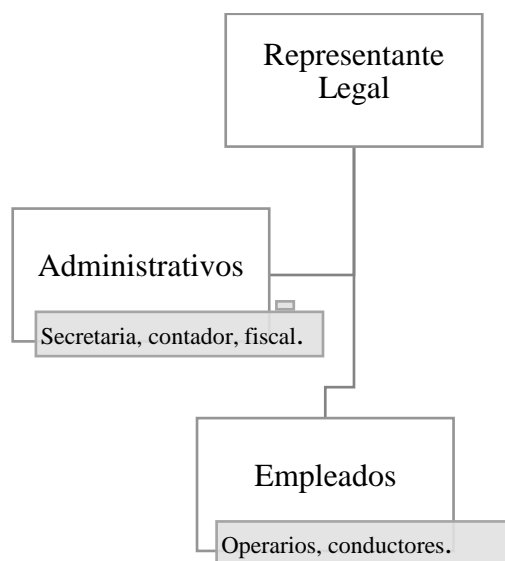 Representante
Legal
Administrativos
Secretaria, contador, fiscal.
Empleados
Operarios, conductores.